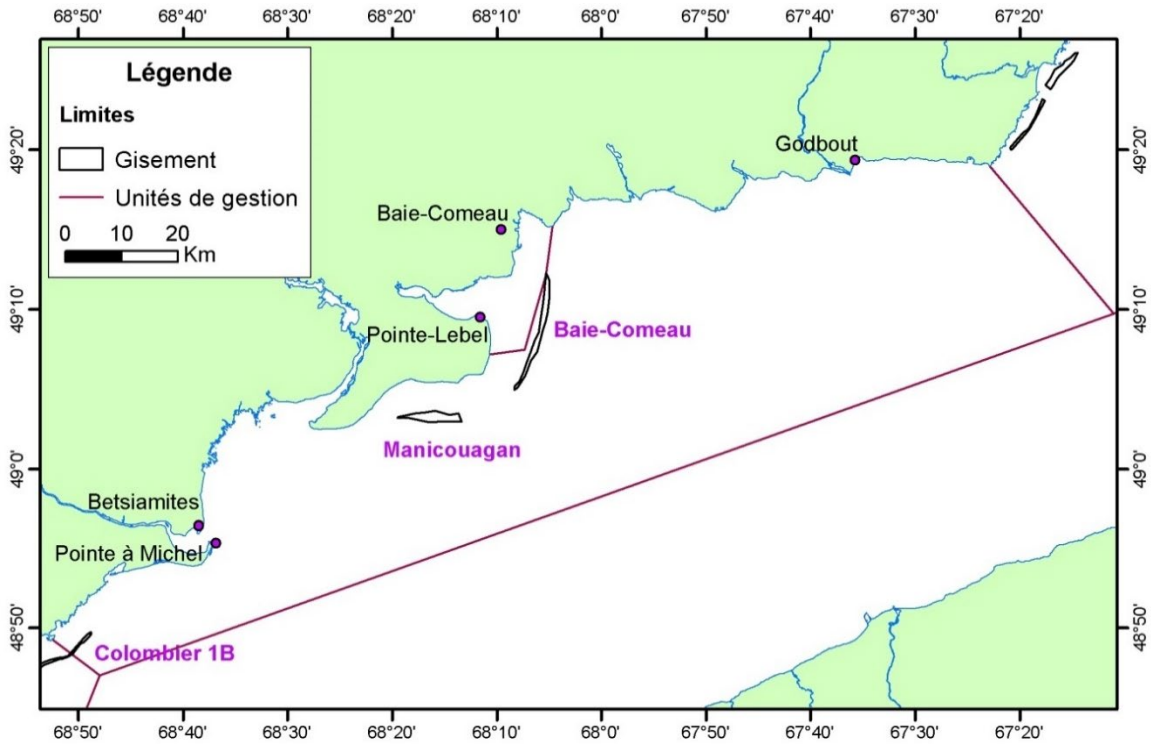 68°50' 68°40' 68°30' 68°20' 68°10' 68°0' 67°50' 67°40' 67°30' 67°20'
Légende
Limites
Gisement
Unités de gestion
0 10 20
Km
49°20' 49°20'
Godbout
Baie-Comeau
49°10' 49°10'
Pointe-Lebel
Baie-Comeau
Manicouagan
49°0' 49°0'
Betsiamites
Pointe à Michel
48°50' 48°50'
Colombier 1B
68°50' 68°40' 68°30' 68°20' 68°10' 68°0' 67°50' 67°40' 67°30' 67°20'